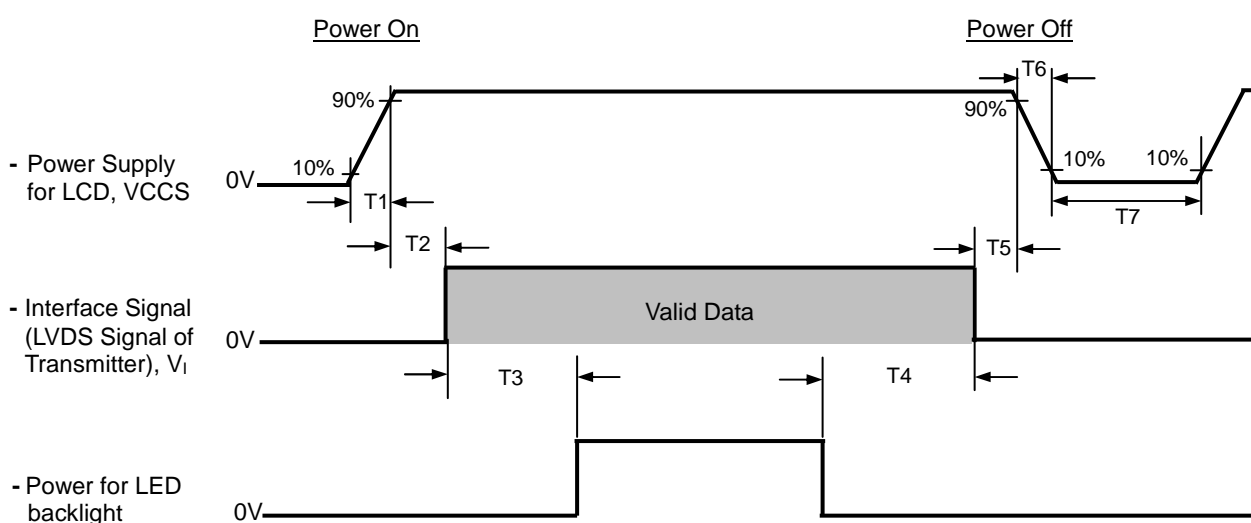 Power On
Power Off
T6
90%
90%
10%
10%
10%
- Power Supply
for LCD, VCCS
0V
T1
T7
T2
T5
- Interface Signal
(LVDS Signal of
Transmitter), VI
0V
Valid Data
T3
T4
- Power for LED
backlight
0V